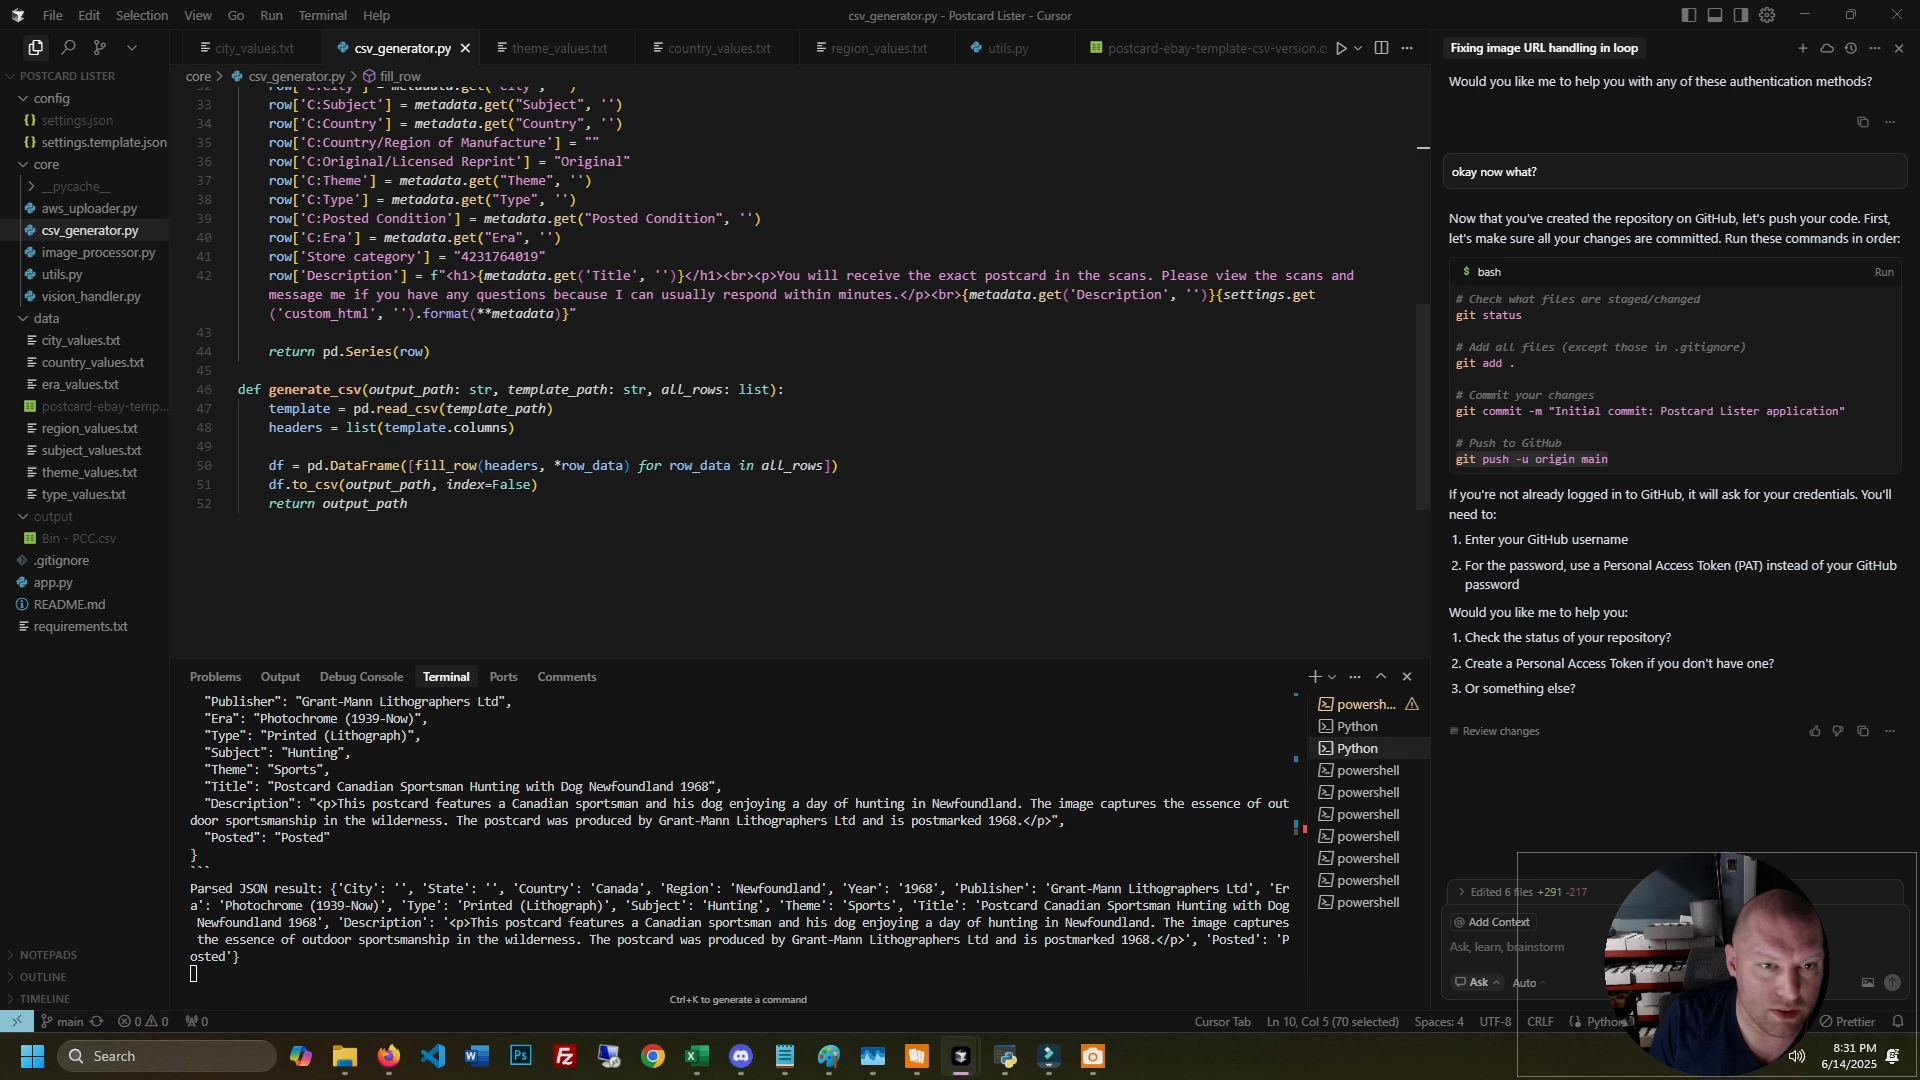 File Edit Selection View Go Run Terminal Help
csv_generator.py - Postcard Lister - Cursor
city_values.txt
csv_generator.py
theme_values.txt
country_values.txt
region_values.txt
utils.py
postcard-ebay-template-csv-version.cs
core > csv_generator.py > fill_row
POSTCARD LISTER
config
settings.json
settings.template.json
core
__pycache__
aws_uploader.py
csv_generator.py
image_processor.py
utils.py
vision_handler.py
data
city_values.txt
country_values.txt
era_values.txt
postcard-ebay-temp...
region_values.txt
subject_values.txt
theme_values.txt
type_values.txt
output
Bin - PCC.csv
.gitignore
app.py
README.md
requirements.txt
NOTEPADS
OUTLINE
TIMELINE
32 row['C:City'] = metadata.get("City", '')
33 row['C:Subject'] = metadata.get("Subject", '')
34 row['C:Country'] = metadata.get("Country", '')
35 row['C:Country/Region of Manufacture'] = ""
36 row['C:Original/Licensed Reprint'] = "Original"
37 row['C:Theme'] = metadata.get("Theme", '')
38 row['C:Type'] = metadata.get("Type", '')
39 row['C:Posted Condition'] = metadata.get("Posted Condition", '')
40 row['C:Era'] = metadata.get("Era", '')
41 row['Store category'] = "4231764019"
42 row['Description'] = f"<h1>{metadata.get('Title', '')}</h1><br><p>You will receive the exact postcard in the scans. Please view the scans and
message me if you have any questions because I can usually respond within minutes.</p><br>{metadata.get('Description', '')}{settings.get
('custom_html', '').format(**metadata)}"
43
44 return pd.Series(row)
45
46 def generate_csv(output_path: str, template_path: str, all_rows: list):
47 template = pd.read_csv(template_path)
48 headers = list(template.columns)
49
50 df = pd.DataFrame([fill_row(headers, *row_data) for row_data in all_rows])
51 df.to_csv(output_path, index=False)
52 return output_path
Problems Output Debug Console Terminal Ports Comments
"Publisher": "Grant-Mann Lithographers Ltd",
"Era": "Photochrome (1939-Now)",
"Type": "Printed (Lithograph)",
"Subject": "Hunting",
"Theme": "Sports",
"Title": "Postcard Canadian Sportsman Hunting with Dog Newfoundland 1968",
"Description": "<p>This postcard features a Canadian sportsman and his dog enjoying a day of hunting in Newfoundland. The image captures the essence of out
door sportsmanship in the wilderness. The postcard was produced by Grant-Mann Lithographers Ltd and is postmarked 1968.</p>",
"Posted": "Posted"
}
```
Parsed JSON result: {'City': '', 'State': '', 'Country': 'Canada', 'Region': 'Newfoundland', 'Year': '1968', 'Publisher': 'Grant-Mann Lithographers Ltd', 'Er
a': 'Photochrome (1939-Now)', 'Type': 'Printed (Lithograph)', 'Subject': 'Hunting', 'Theme': 'Sports', 'Title': 'Postcard Canadian Sportsman Hunting with Dog
Newfoundland 1968', 'Description': '<p>This postcard features a Canadian sportsman and his dog enjoying a day of hunting in Newfoundland. The image captures
the essence of outdoor sportsmanship in the wilderness. The postcard was produced by Grant-Mann Lithographers Ltd and is postmarked 1968.</p>', 'Posted': 'P
osted'}
Ctrl+K to generate a command
powersh...
Python
Python
powershell
powershell
powershell
powershell
powershell
powershell
powershell
Fixing image URL handling in loop
Would you like me to help you with any of these authentication methods?
okay now what?
Now that you've created the repository on GitHub, let's push your code. First,
let's make sure all your changes are committed. Run these commands in order:
$ bash Run
# Check what files are staged/changed
git status
# Add all files (except those in .gitignore)
git add .
# Commit your changes
git commit -m "Initial commit: Postcard Lister application"
# Push to GitHub
git push -u origin main
If you're not already logged in to GitHub, it will ask for your credentials. You'll
need to:
1. Enter your GitHub username
2. For the password, use a Personal Access Token (PAT) instead of your GitHub
password
Would you like me to help you:
1. Check the status of your repository?
2. Create a Personal Access Token if you don't have one?
3. Or something else?
Review changes
Edited 6 files +291 -217
@ Add Context
Ask, learn, brainstorm
Ask Auto
main 0 0 0
Cursor Tab Ln 10, Col 5 (70 selected) Spaces: 4 UTF-8 CRLF {} Python Prettier
Search
8:31 PM
6/14/2025